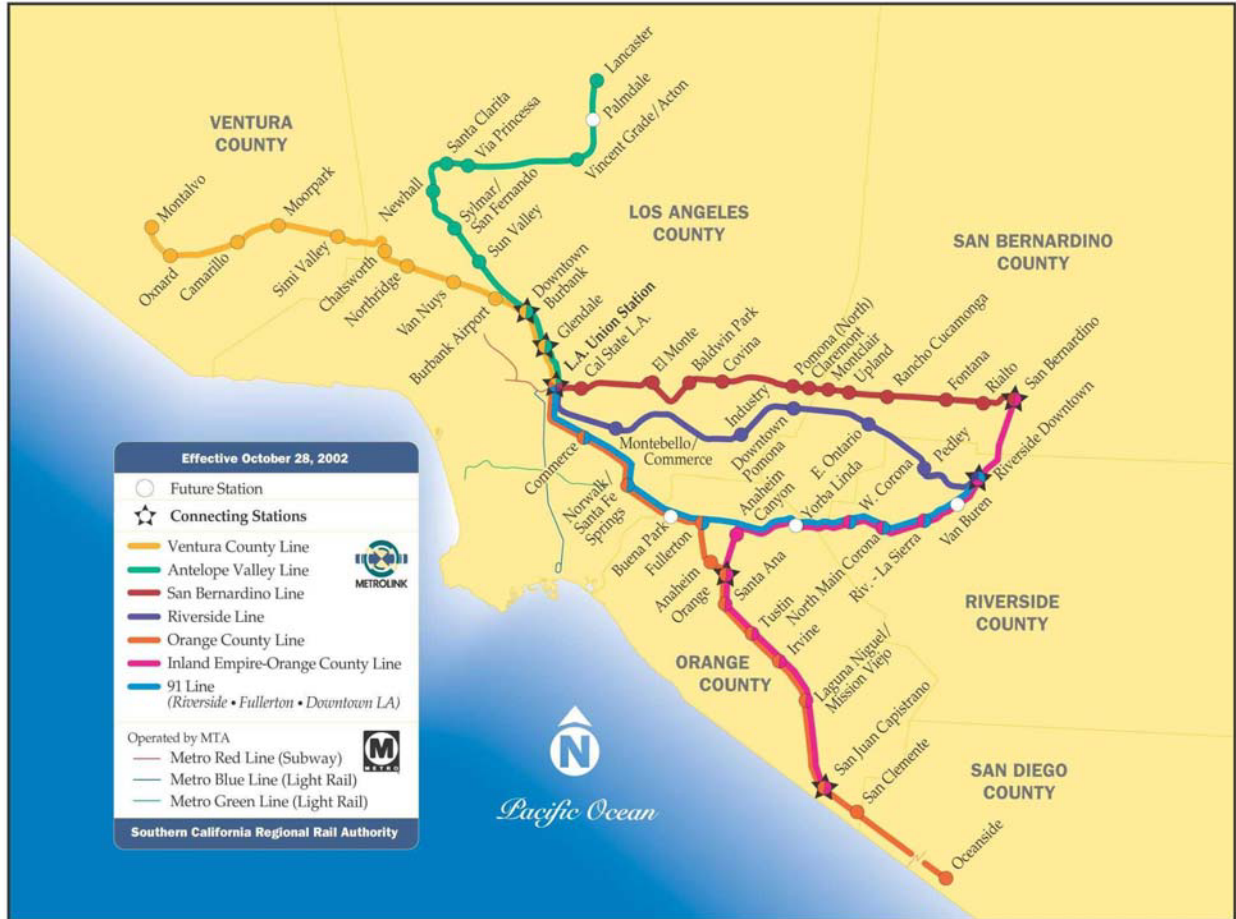 Lancaster
Palmdale
Vincent Grade/Acton
Santa Clarita
Via Princessa
Newhall
Sylmar/
San Fernando
Sun Valley
VENTURA
COUNTY
LOS ANGELES
COUNTY
SAN BERNARDINO
COUNTY
Montalvo
Oxnard
Camarillo
Moorpark
Simi Valley
Chatsworth
Northridge
Van Nuys
Burbank Airport
Downtown
Burbank
Glendale
L.A. Union Station
Cal State L.A.
El Monte
Baldwin Park
Covina
Pomona (North)
Claremont
Montclair
Upland
Rancho Cucamonga
Fontana
Rialto
San Bernardino
Riverside Downtown
Montebello/
Commerce
Industry
Downtown
Pomona
E. Ontario
Pedley
Commerce
Norwalk/
Santa Fe
Springs
Buena Park
Fullerton
Anaheim
Canyon
Yorba Linda
W. Corona
North Main Corona
Riv. - La Sierra
Van Buren
Anaheim
Orange
Santa Ana
Tustin
Irvine
Laguna Niguel/
Mission Viejo
San Juan Capistrano
San Clemente
Oceanside
ORANGE
COUNTY
RIVERSIDE
COUNTY
SAN DIEGO
COUNTY
N
Pacific Ocean
Effective October 28, 2002
Future Station
Connecting Stations
Ventura County Line
Antelope Valley Line
San Bernardino Line
Riverside Line
Orange County Line
Inland Empire-Orange County Line
91 Line
(Riverside • Fullerton • Downtown LA)
METROLINK
Operated by MTA
Metro Red Line (Subway)
Metro Blue Line (Light Rail)
Metro Green Line (Light Rail)
M
METRO
Southern California Regional Rail Authority